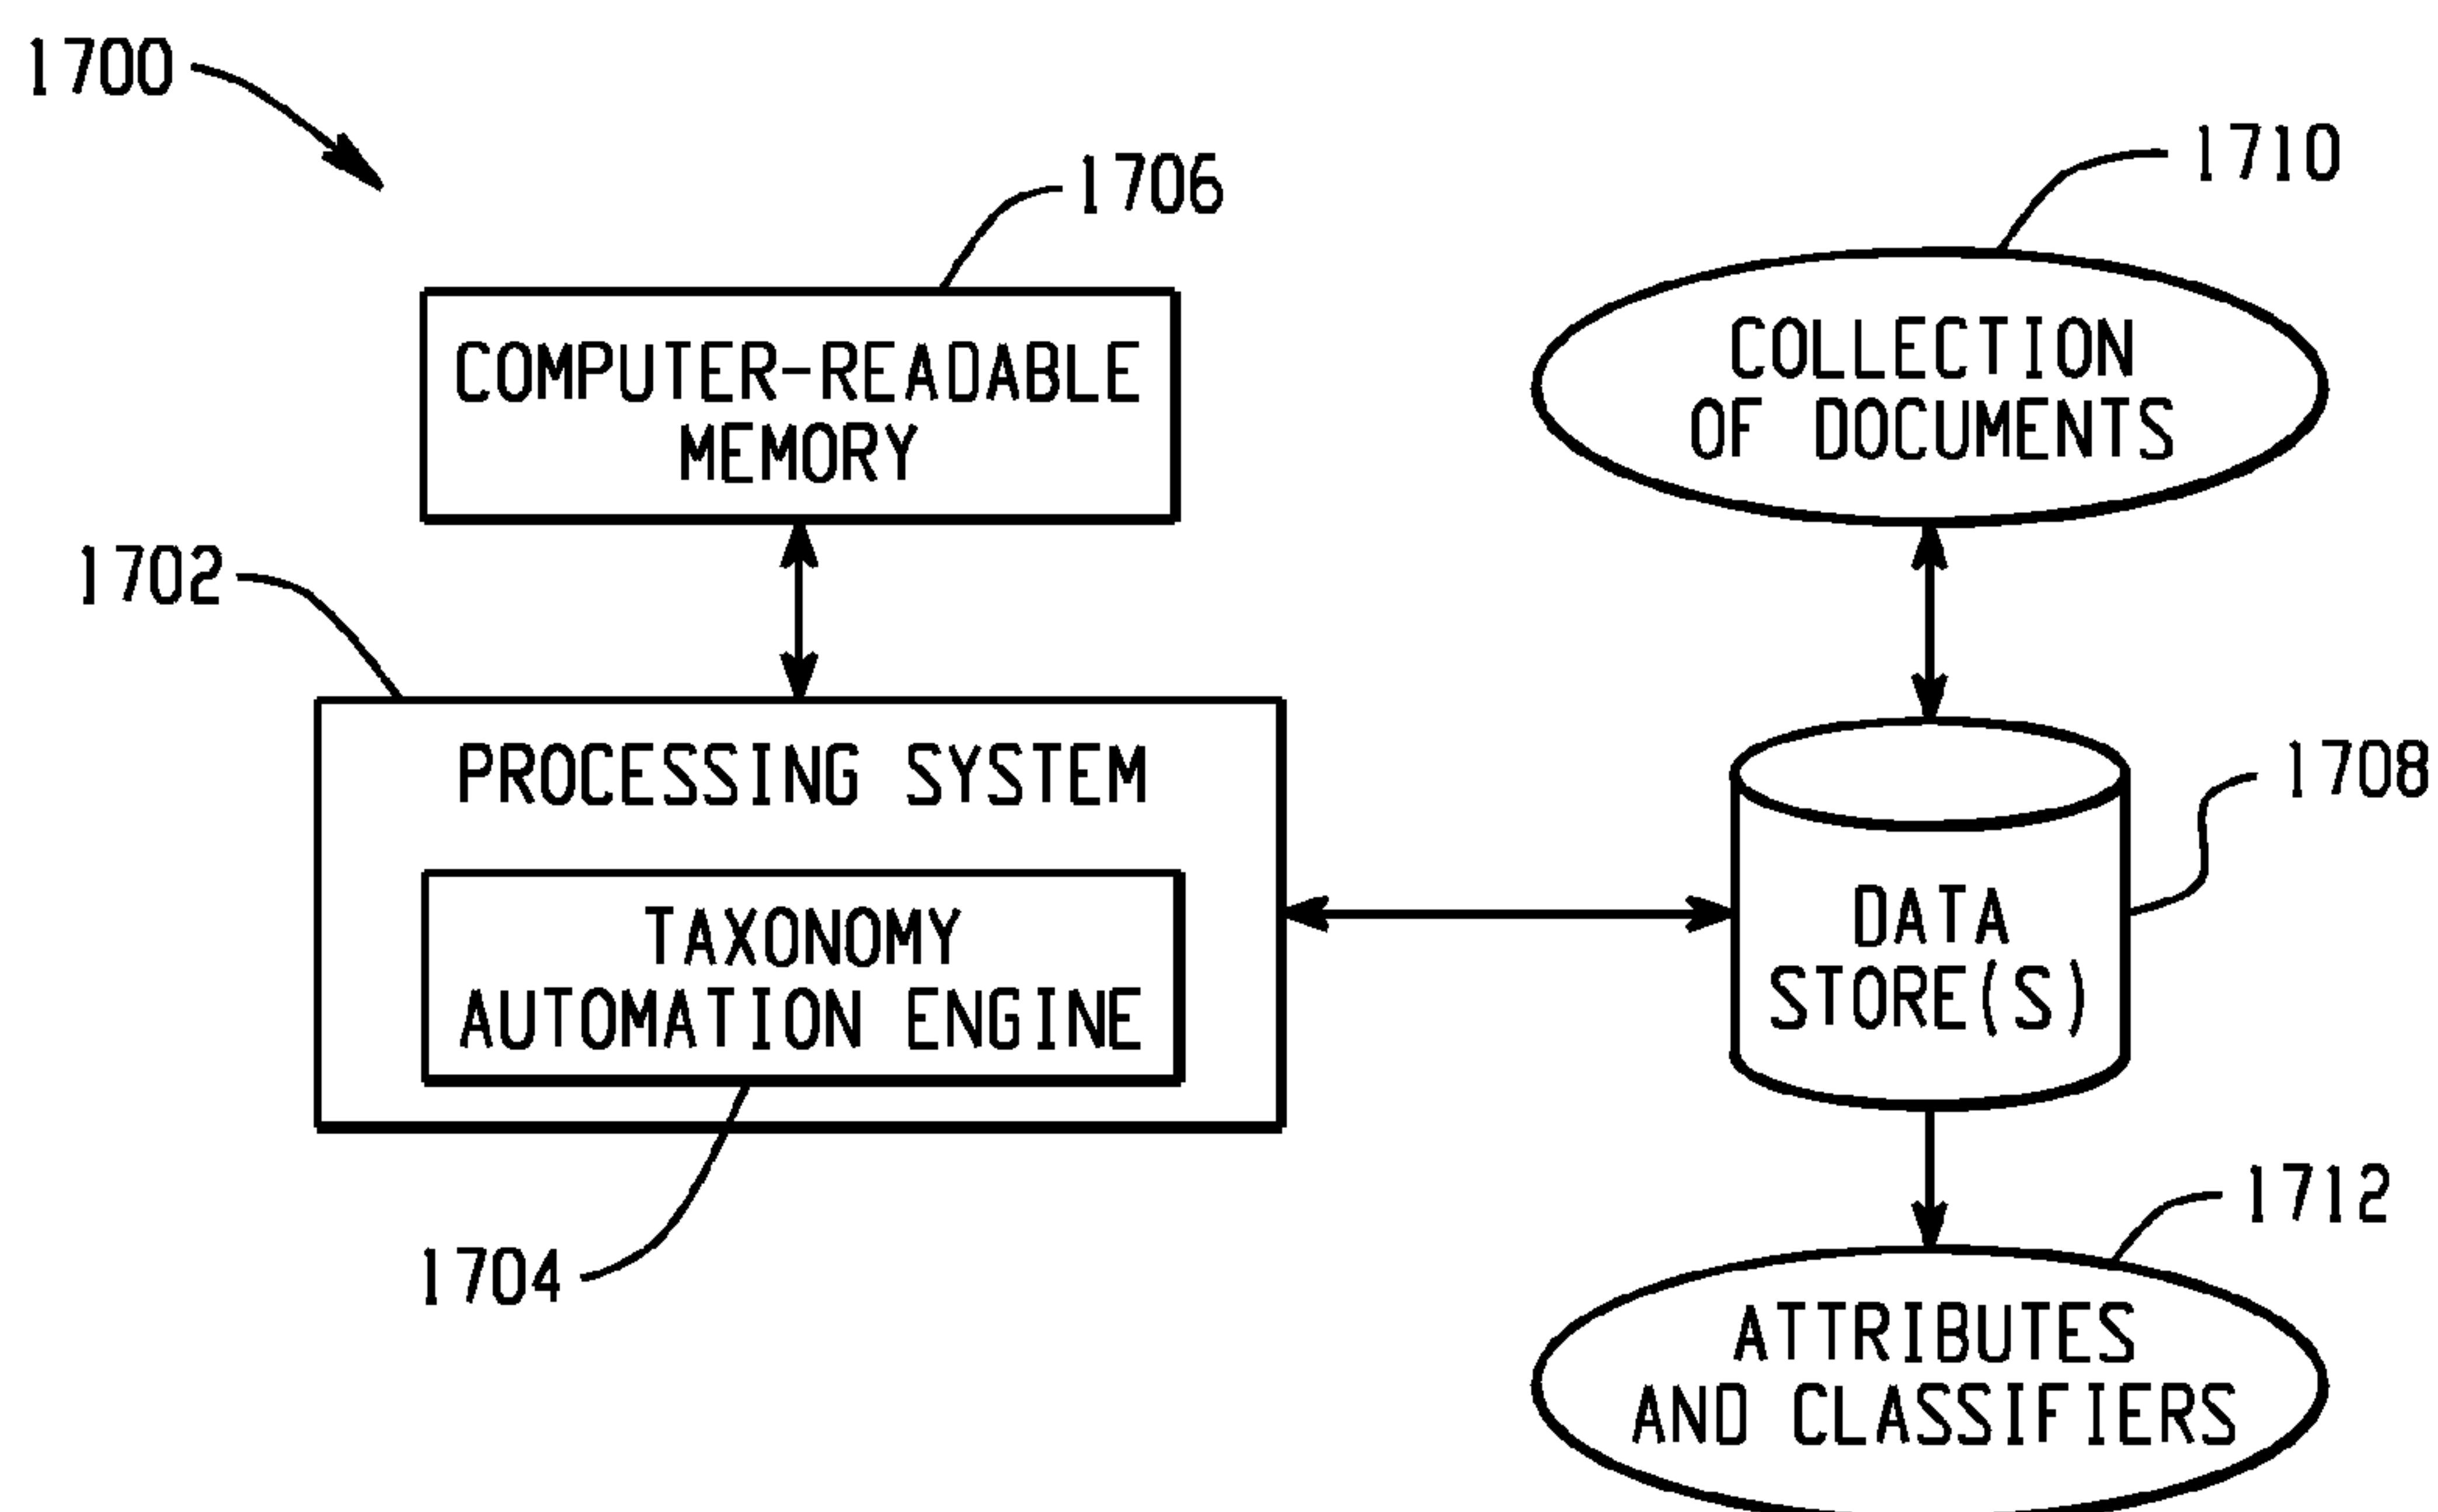 1700
1706
1710
COMPUTER-READABLE
MEMORY
COLLECTION
OF DOCUMENTS
1702
PROCESSING SYSTEM
1708
TAXONOMY
AUTOMATION ENGINE
DATA
STORE(S)
1704
1712
ATTRIBUTES
AND CLASSIFIERS